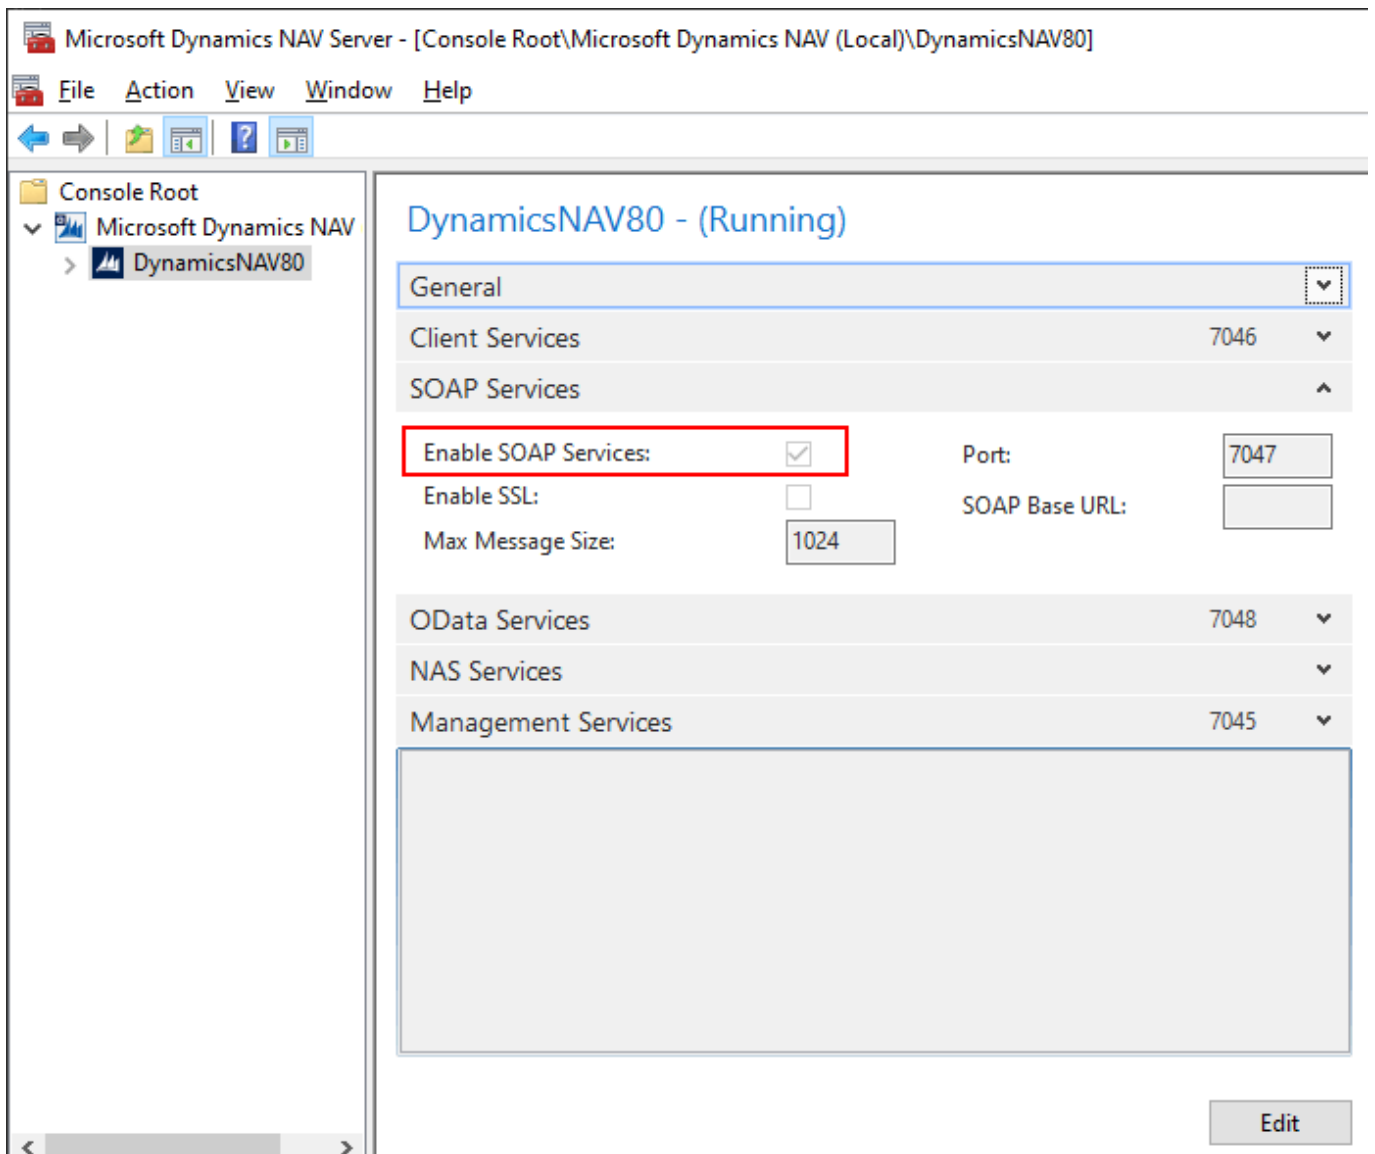 Microsoft Dynamics NAV Server - [Console Root\Microsoft Dynamics NAV (Local)\DynamicsNAV80]
File Action View Window Help
Console Root
Microsoft Dynamics NAV
DynamicsNAV80
DynamicsNAV80 - (Running)
General
Client Services 7046
SOAP Services
Enable SOAP Services: Port: 7047
Enable SSL: SOAP Base URL:
Max Message Size: 1024
OData Services 7048
NAS Services
Management Services 7045
Edit